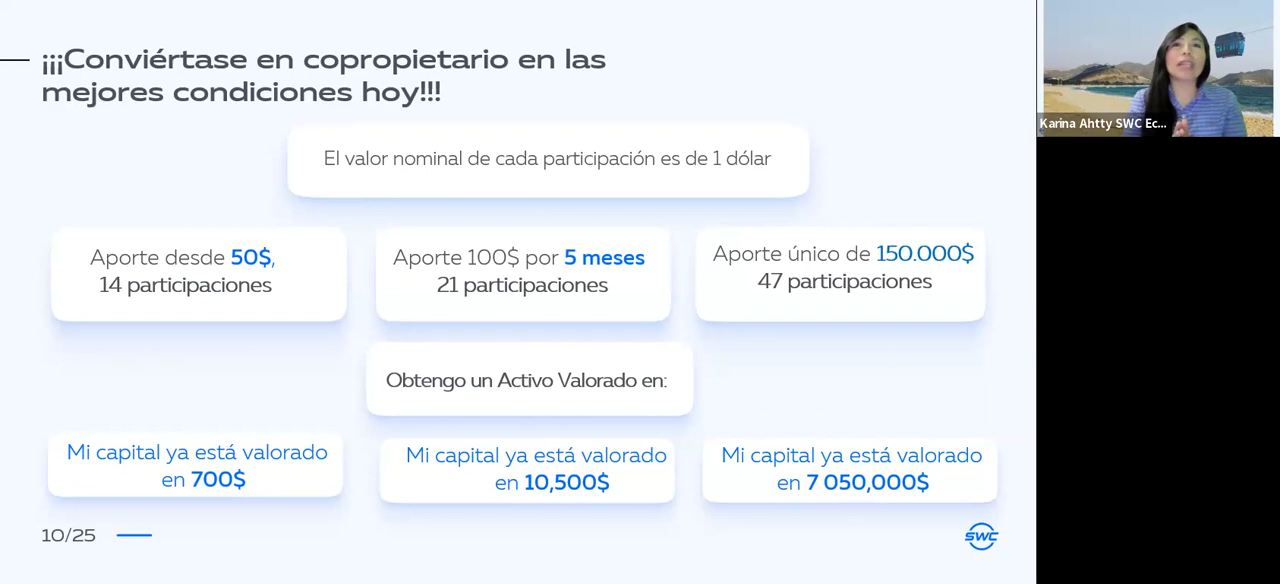 ¡¡¡Conviértase en copropietario en las
mejores condiciones hoy!!!
El valor nominal de cada participación es de 1 dólar
Aporte desde 50$,
14 participaciones
Aporte 100$ por 5 meses
21 participaciones
Aporte único de 150.000$
47 participaciones
Obtengo un Activo Valorado en:
Mi capital ya está valorado
en 700$
Mi capital ya está valorado
en 10,500$
Mi capital ya está valorado
en 7 050,000$
10/25
SWC
Karina Ahtty SWC Ec...